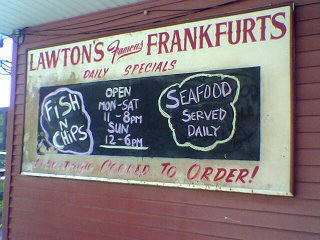 LAWTON'S Famous FRANKFURTS
DAILY SPECIALS
FISH
N
CHIPS
OPEN
MON-SAT
11-8PM
SUN
12-6PM
SEAFOOD
SERVED
DAILY
COOKED TO ORDER!